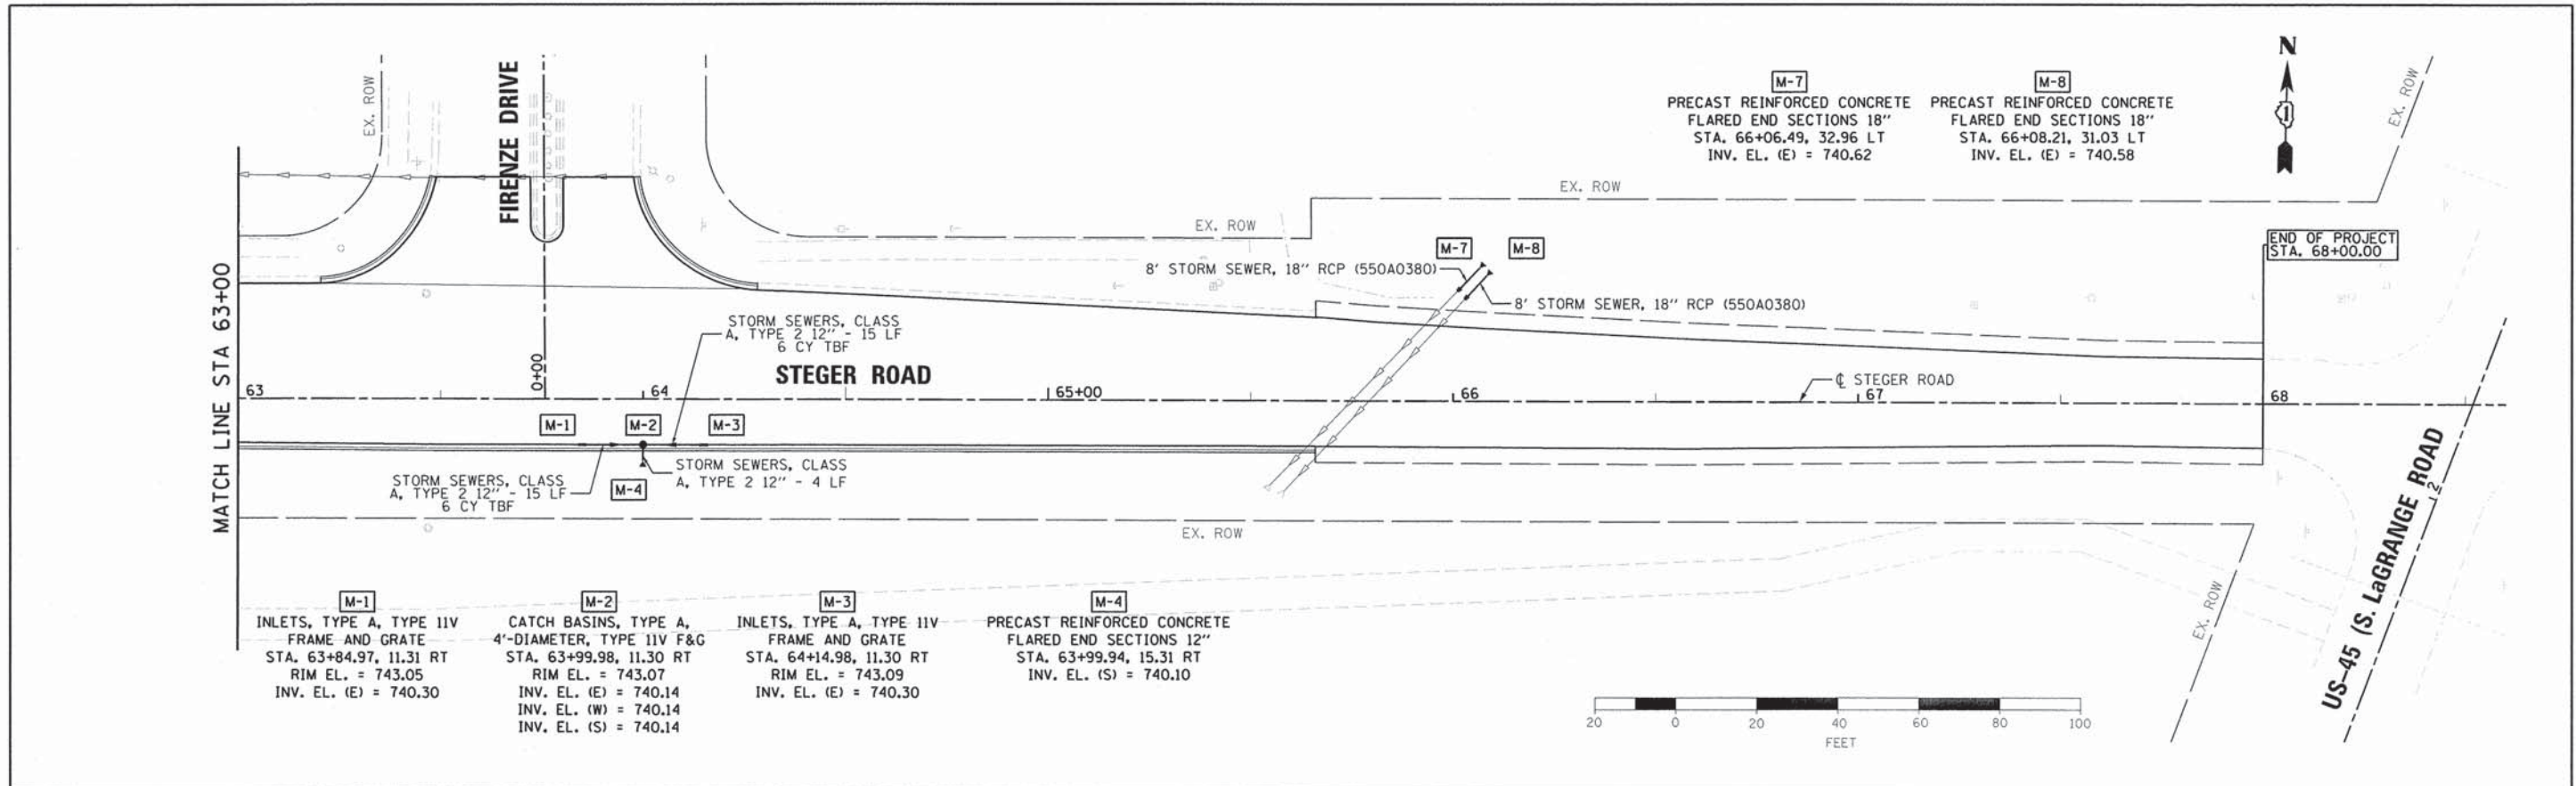 EX. ROW
FIRENZE DRIVE
M-7
PRECAST REINFORCED CONCRETE
FLARED END SECTIONS 18"
STA. 66+06.49, 32.96 LT
INV. EL. (E) = 740.62
M-8
PRECAST REINFORCED CONCRETE
FLARED END SECTIONS 18"
STA. 66+08.21, 31.03 LT
INV. EL. (E) = 740.58
N
EX. ROW
EX. ROW
EX. ROW
MATCH LINE STA 63+00
M-7
M-8
8' STORM SEWER, 18" RCP (550A0380)
8' STORM SEWER, 18" RCP (550A0380)
END OF PROJECT
STA. 68+00.00
STORM SEWERS, CLASS
A, TYPE 2 12" - 15 LF
6 CY TBF
0+00
STEGER ROAD
℄ STEGER ROAD
63
64
65+00
66
67
68
M-1
M-2
M-3
STORM SEWERS, CLASS
A, TYPE 2 12" - 15 LF
6 CY TBF
M-4
STORM SEWERS, CLASS
A, TYPE 2 12" - 4 LF
EX. ROW
EX. ROW
US-45 (S. LaGRANGE ROAD
12
M-1
INLETS, TYPE A, TYPE 11V
FRAME AND GRATE
STA. 63+84.97, 11.31 RT
RIM EL. = 743.05
INV. EL. (E) = 740.30
M-2
CATCH BASINS, TYPE A,
4'-DIAMETER, TYPE 11V F&G
STA. 63+99.98, 11.30 RT
RIM EL. = 743.07
INV. EL. (E) = 740.14
INV. EL. (W) = 740.14
INV. EL. (S) = 740.14
M-3
INLETS, TYPE A, TYPE 11V
FRAME AND GRATE
STA. 64+14.98, 11.30 RT
RIM EL. = 743.09
INV. EL. (E) = 740.30
M-4
PRECAST REINFORCED CONCRETE
FLARED END SECTIONS 12"
STA. 63+99.94, 15.31 RT
INV. EL. (S) = 740.10
20 0 20 40 60 80 100
FEET